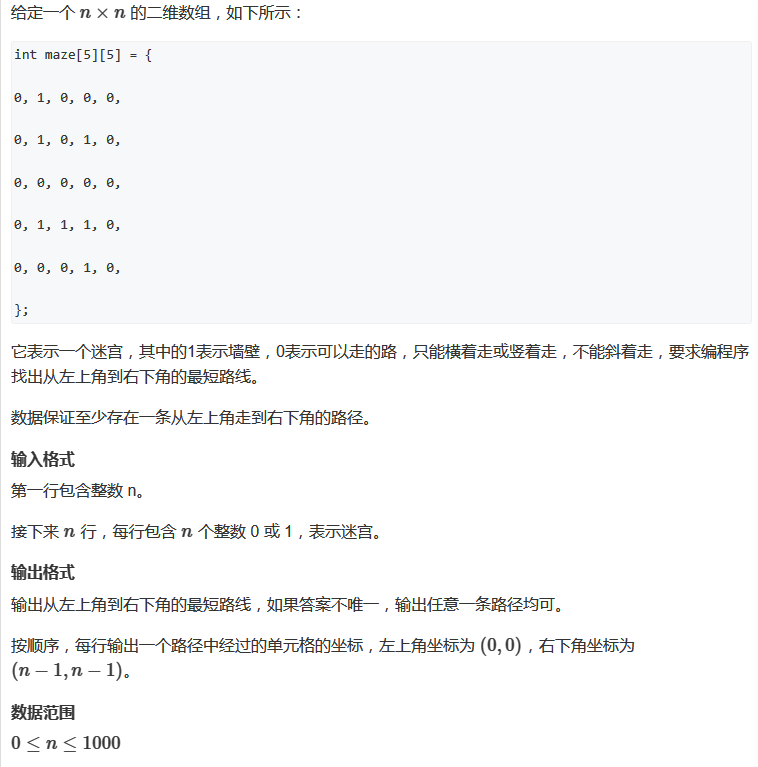 给定一个 n × n 的二维数组，如下所示：
int maze[5][5] = {
0, 1, 0, 0, 0,
0, 1, 0, 1, 0,
0, 0, 0, 0, 0,
0, 1, 1, 1, 0,
0, 0, 0, 1, 0,
};
它表示一个迷宫，其中的1表示墙壁，0表示可以走的路，只能横着走或竖着走，不能斜着走，要求编程序
找出从左上角到右下角的最短路线。
数据保证至少存在一条从左上角走到右下角的路径。
输入格式
第一行包含整数 n。
接下来 n 行，每行包含 n 个整数 0 或 1，表示迷宫。
输出格式
输出从左上角到右下角的最短路线，如果答案不唯一，输出任意一条路径均可。
按顺序，每行输出一个路径中经过的单元格的坐标，左上角坐标为 (0, 0)，右下角坐标为
(n − 1, n − 1)。
数据范围
0 ≤ n ≤ 1000